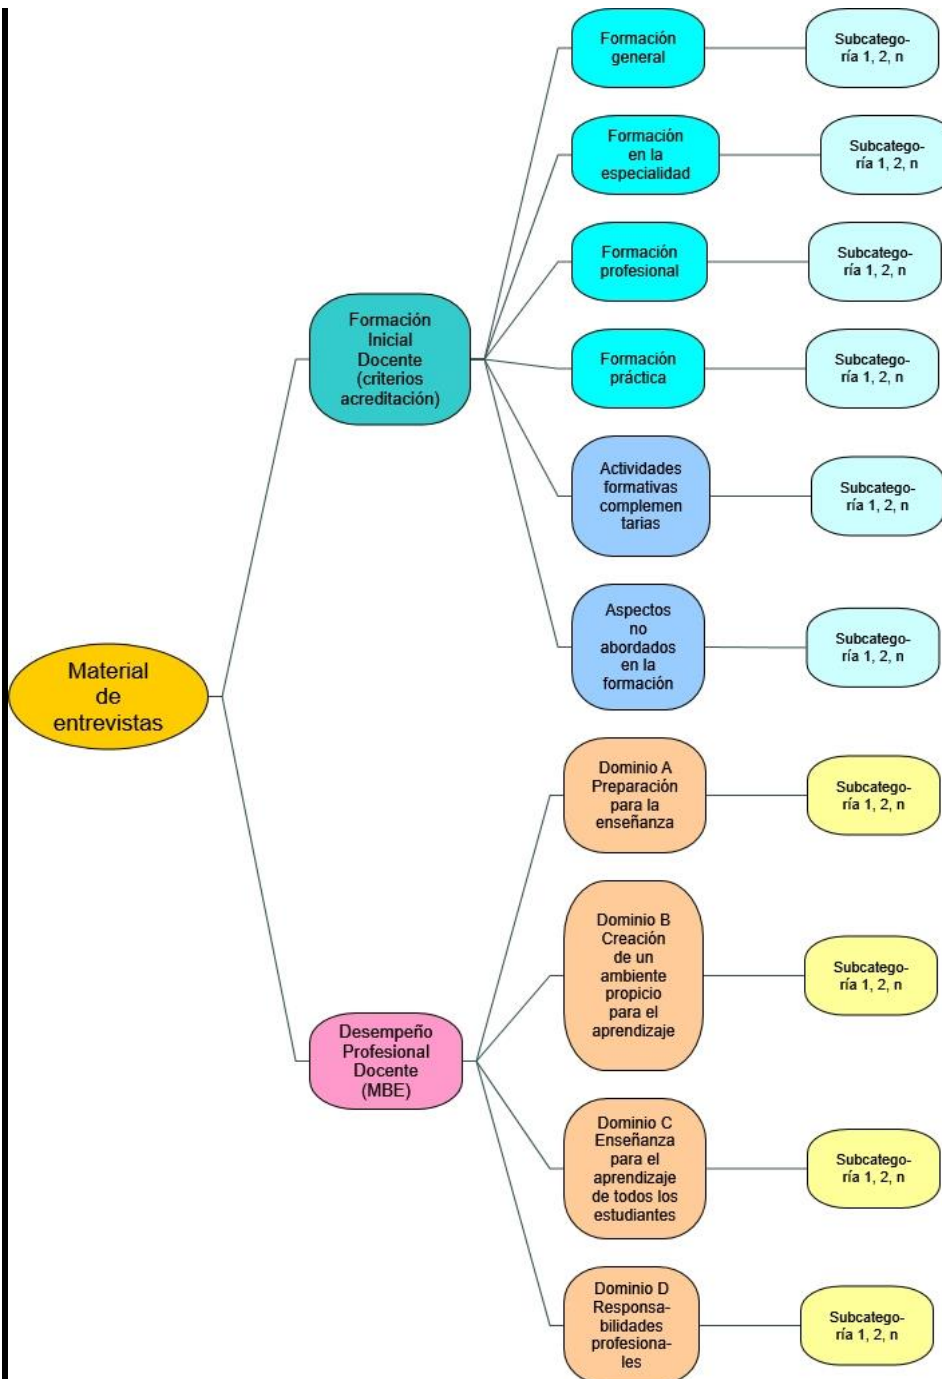 Formación
general
Subcatego-
ría 1, 2, n
Formación
en la
especialidad
Subcatego-
ría 1, 2, n
Formación
profesional
Subcatego-
ría 1, 2, n
Formación
Inicial
Docente
(criterios
acreditación)
Formación
práctica
Subcatego-
ría 1, 2, n
Actividades
formativas
complemen
tarias
Subcatego-
ría 1, 2, n
Aspectos
no
abordados
en la
formación
Subcatego-
ría 1, 2, n
Material
de
entrevistas
Dominio A
Preparación
para la
enseñanza
Subcatego-
ría 1, 2, n
Dominio B
Creación
de un
ambiente
propicio
para el
aprendizaje
Subcatego-
ría 1, 2, n
Desempeño
Profesional
Docente
(MBE)
Dominio C
Enseñanza
para el
aprendizaje
de todos los
estudiantes
Subcatego-
ría 1, 2, n
Dominio D
Responsa-
bilidades
profesiona-
les
Subcatego-
ría 1, 2, n